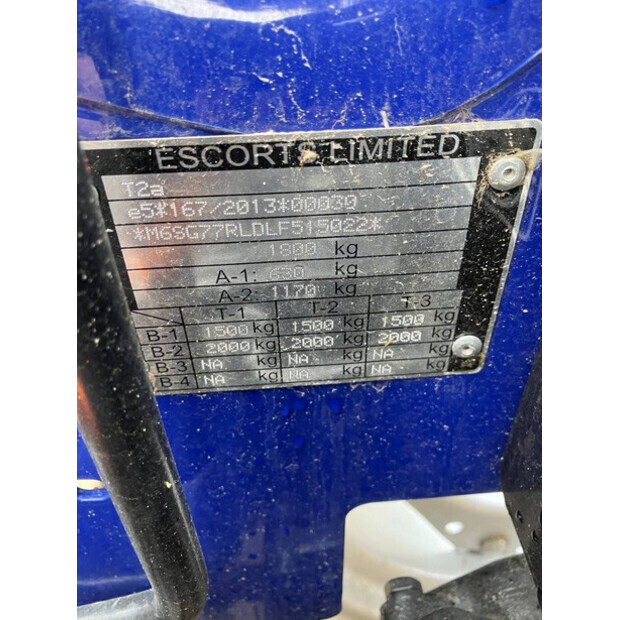 ESCORTS LIMITED
T2a
e5*167/2013*00030
*M6SG77RLDLF515022*
1800 kg
A-1: 630 kg
A-2: 1170 kg
T-1 T-2 T-3
B-1 1500 kg 1500 kg 1500 kg
B-2 2000 kg 2000 kg 2000 kg
B-3 NA kg NA kg NA kg
B-4 NA kg NA kg NA kg